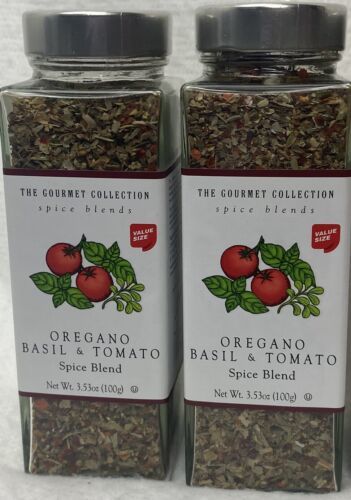 THE GOURMET COLLECTION
spice blends
VALUE
SIZE
OREGANO
BASIL & TOMATO
Spice Blend
Net Wt. 3.53oz (100g) U
THE GOURMET COLLECTION
spice blends
VALUE
SIZE
OREGANO
BASIL & TOMATO
Spice Blend
Net Wt. 3.53oz (100g) U